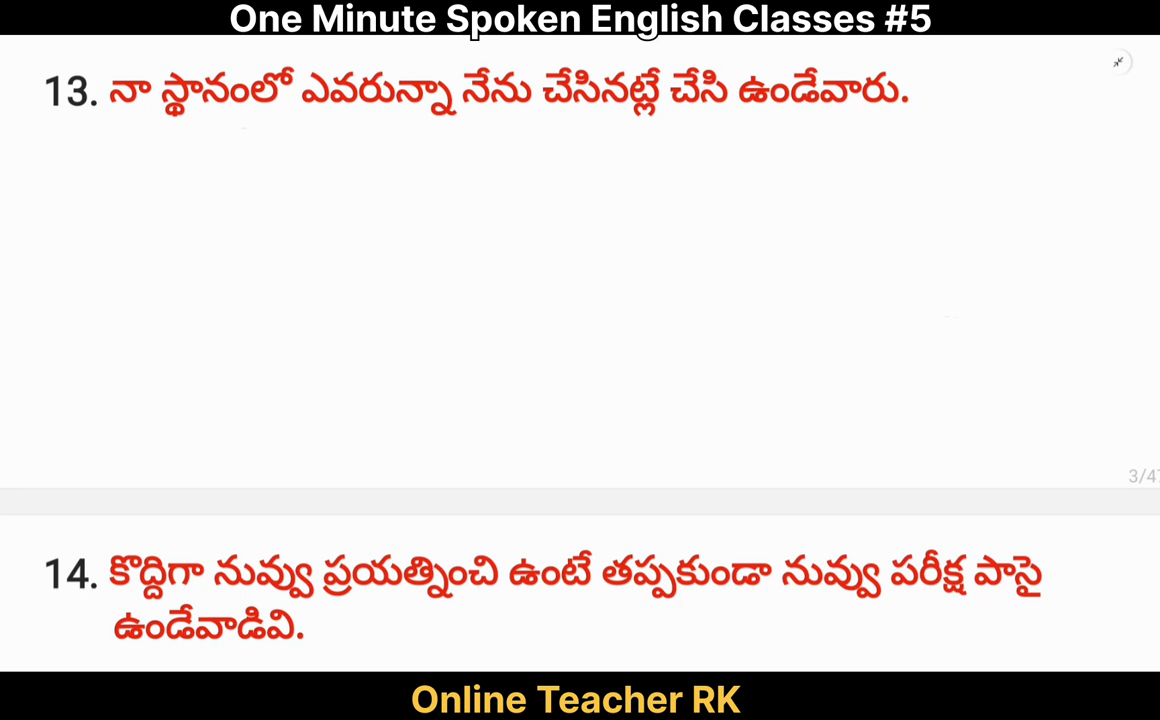 One Minute Spoken English Classes #5
13. నా స్థానంలో ఎవరున్నా నేను చేసినట్లే చేసి ఉండేవారు.
3/47
14. కొద్దిగా నువ్వు ప్రయత్నించి ఉంటే తప్పకుండా నువ్వు పరీక్ష పాసై
ఉండేవాడివి.
Online Teacher RK